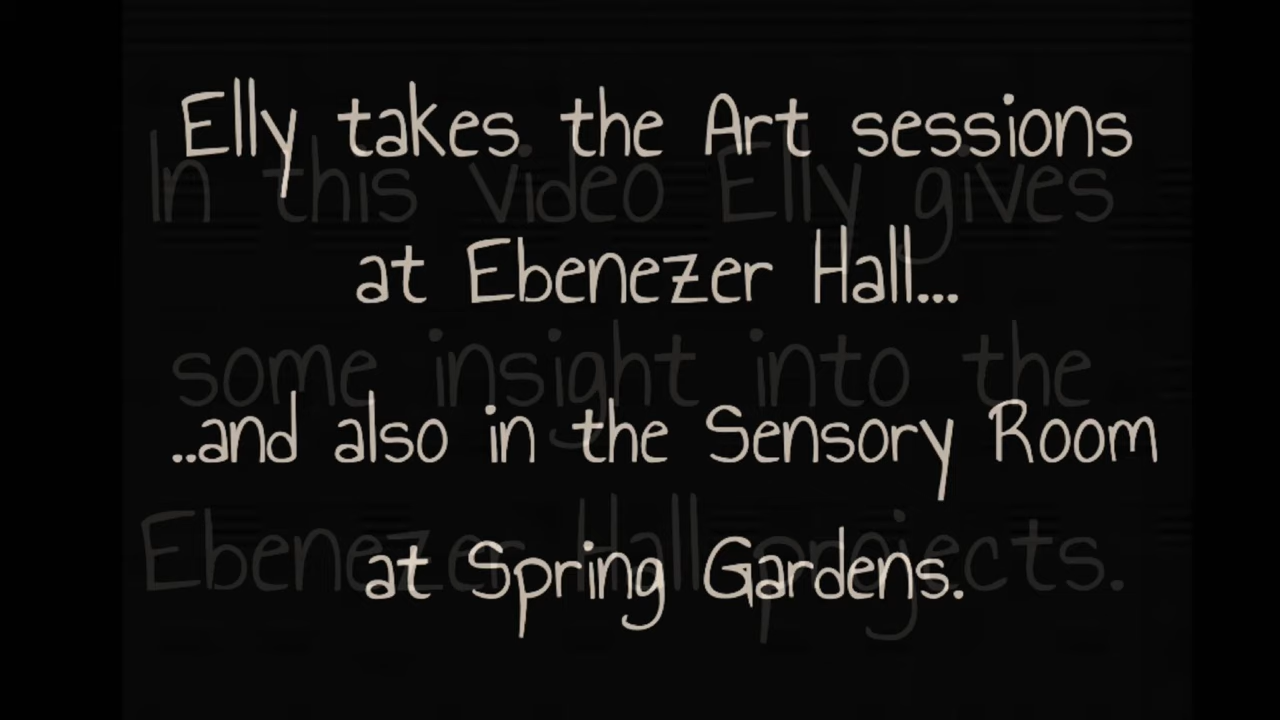 Elly takes the Art sessions
In this video Elly gives
at Ebenezer Hall...
some insight into the
..and also in the Sensory Room
Ebenezer Hall projects.
at Spring Gardens.